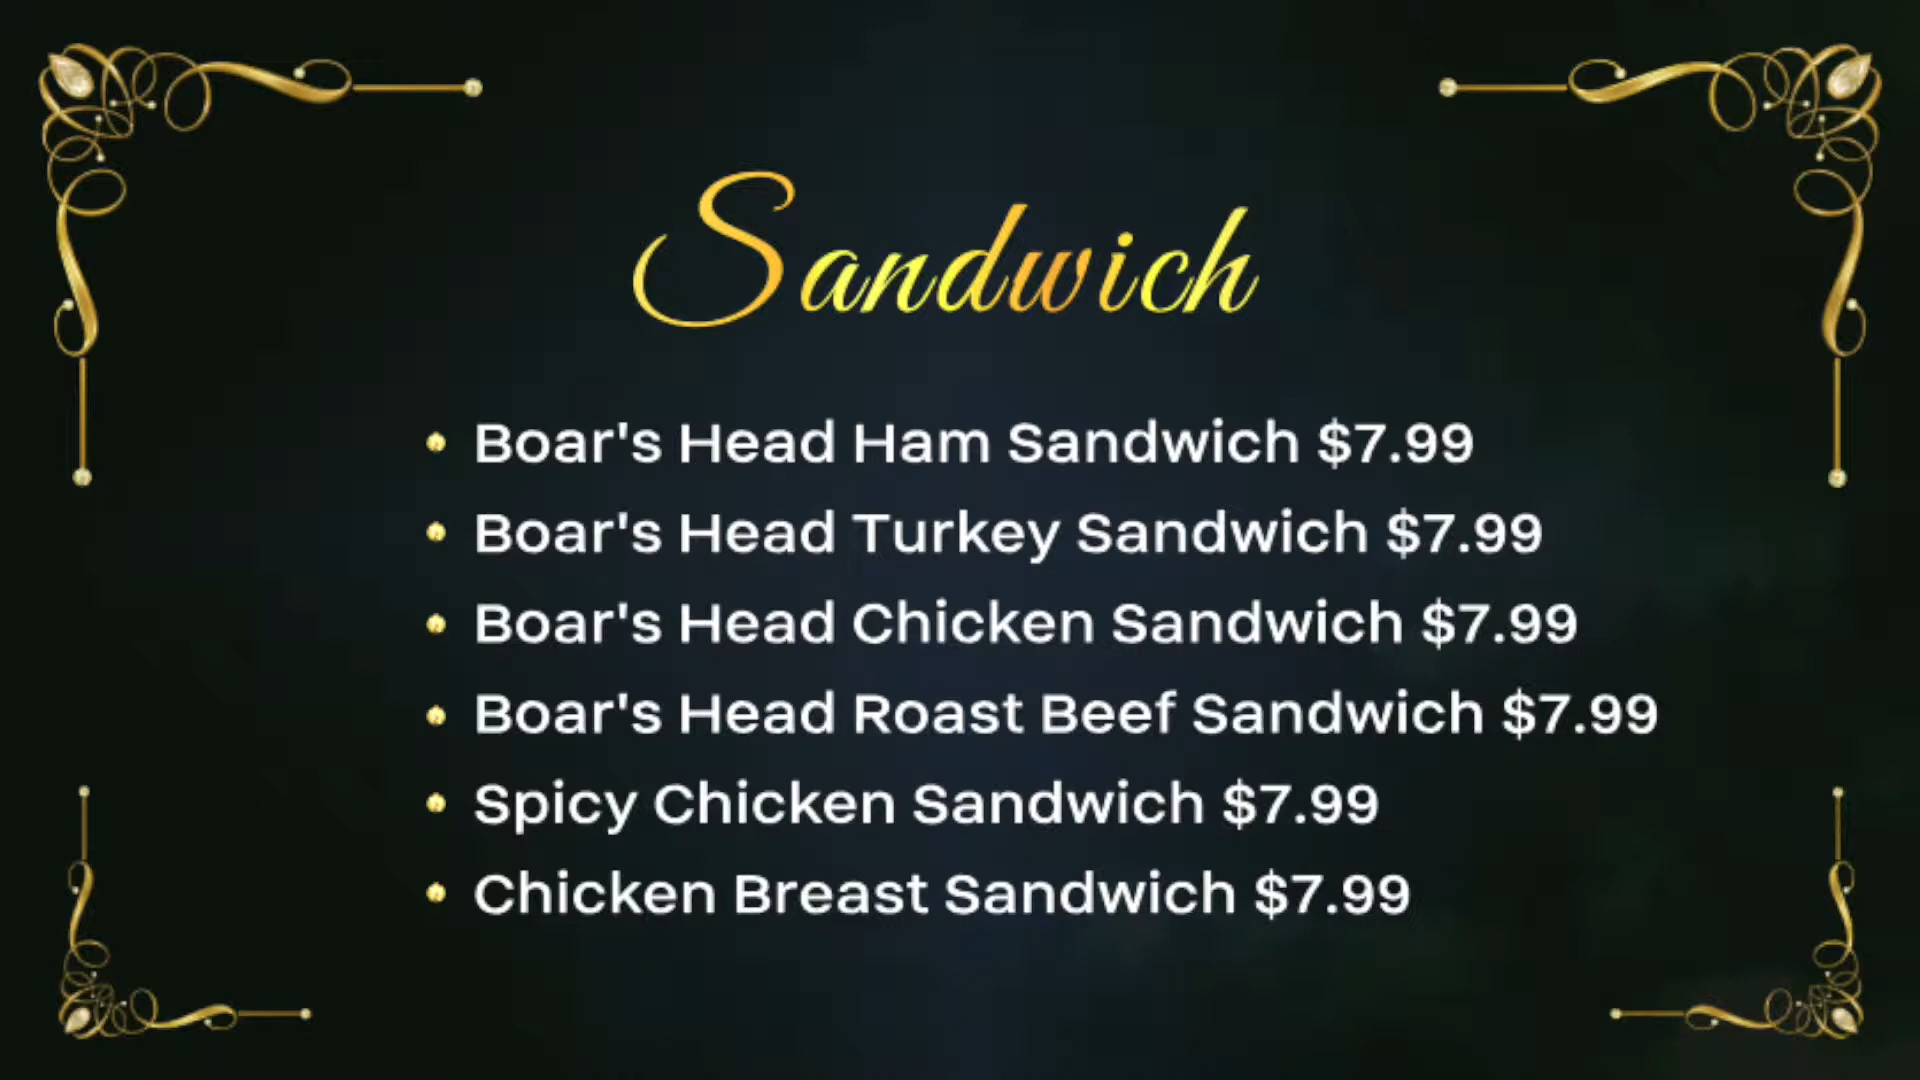 Sandwich
• Boar's Head Ham Sandwich $7.99
• Boar's Head Turkey Sandwich $7.99
• Boar's Head Chicken Sandwich $7.99
• Boar's Head Roast Beef Sandwich $7.99
• Spicy Chicken Sandwich $7.99
• Chicken Breast Sandwich $7.99